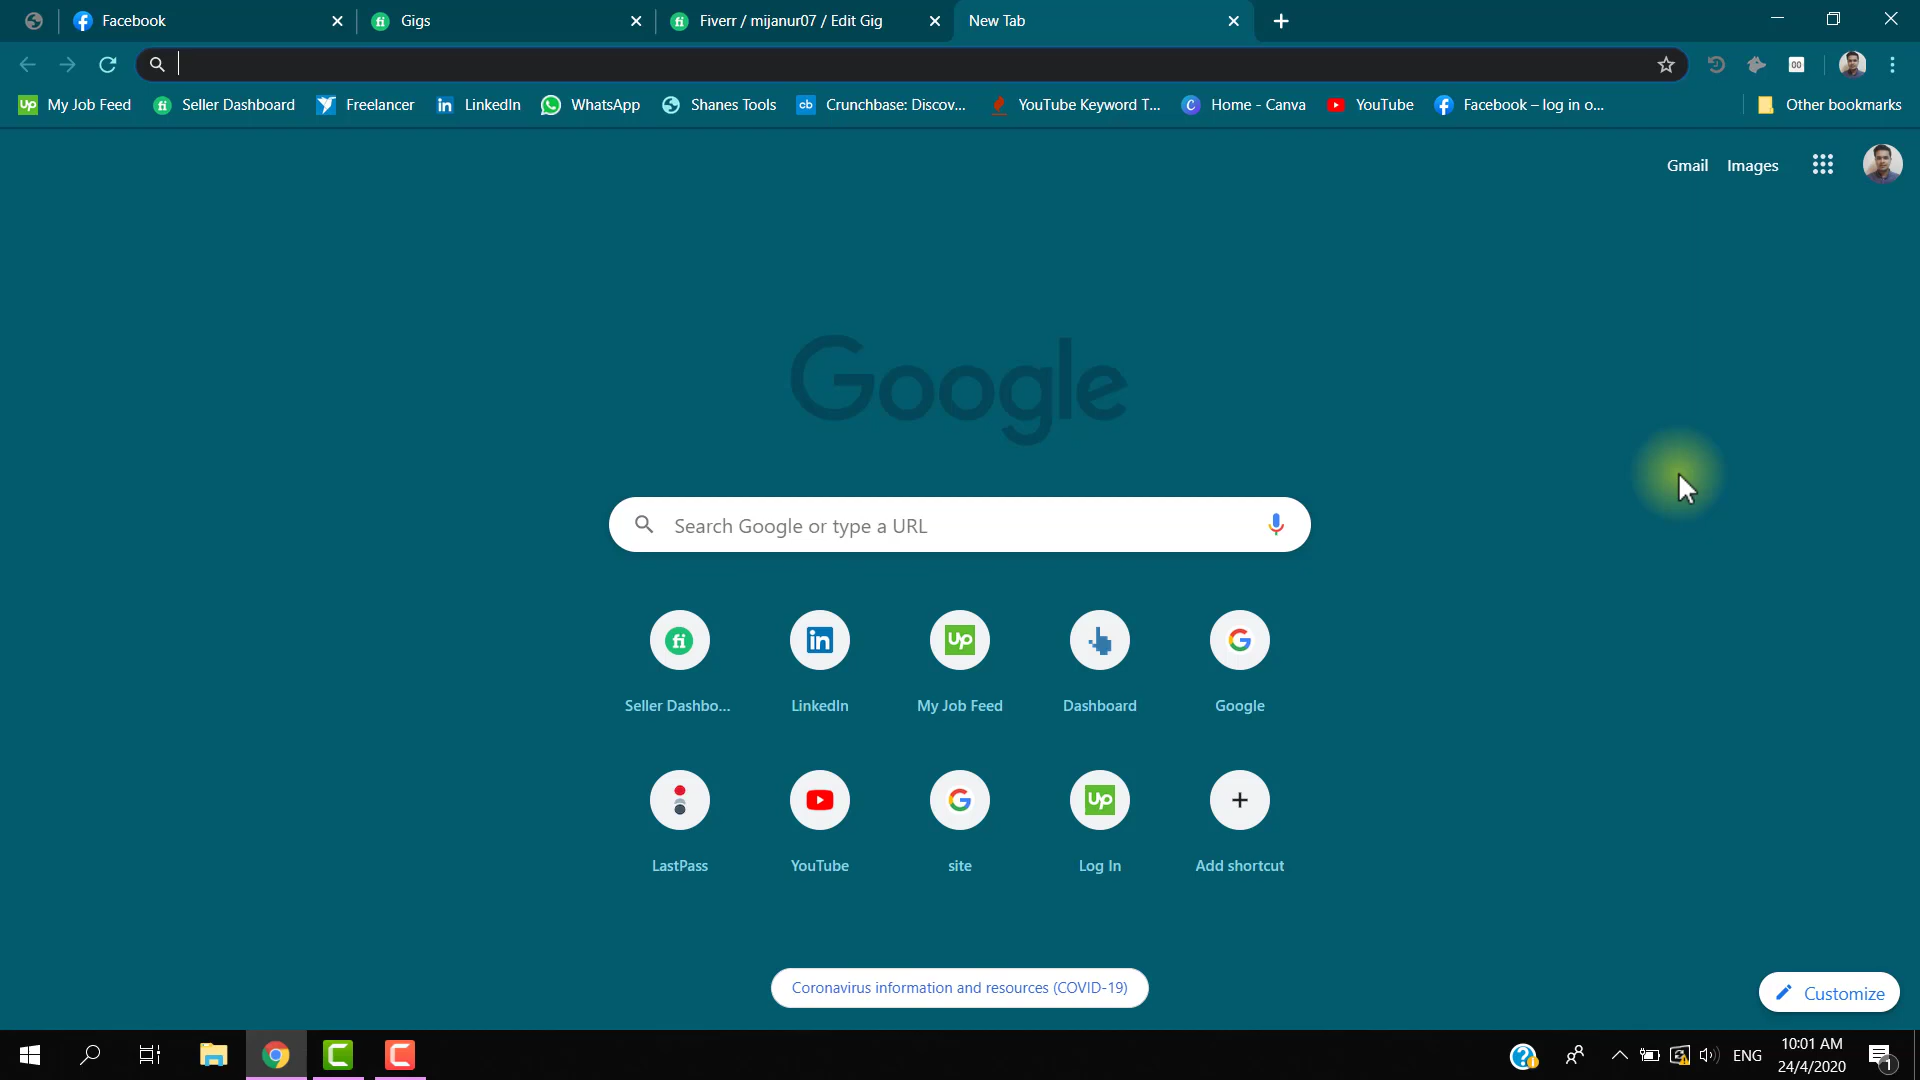 Facebook
Gigs
Fiverr / mijanur07 / Edit Gig
New Tab
My Job Feed
Seller Dashboard
Freelancer
LinkedIn
WhatsApp
Shanes Tools
Crunchbase: Discov...
YouTube Keyword T...
Home - Canva
YouTube
Facebook – log in o...
Other bookmarks
Gmail Images
Google
Search Google or type a URL
Seller Dashbo...
LinkedIn
My Job Feed
Dashboard
Google
LastPass
YouTube
site
Log In
Add shortcut
Coronavirus information and resources (COVID-19)
Customize
ENG
10:01 AM
24/4/2020
1